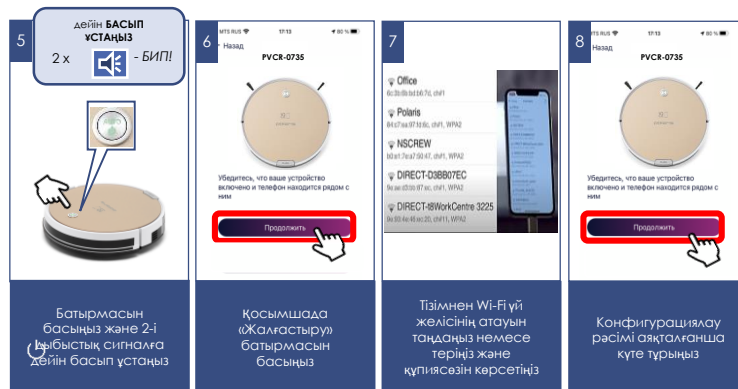 5
дейін БАСЫП
ҰСТАҢЫЗ
2 x
- БИП!
Батырмасын
басыңыз және 2-і
дыбыстық сигналға
дейін басып ұстаңыз
6
MTS RUS
17:13
80 %
Назад
PVCR-0735
Убедитесь, что ваше устройство
включено и телефон находится рядом с
ним
Продолжить
Қосымшада
«Жалғастыру»
батырмасын
басыңыз
7
Office
Polaris
NSCREW
DIRECT-D3BB07EC
DIRECT-t8WorkCentre 3225
Тізімнен Wi-Fi үй
желісінің атауын
таңдаңыз немесе
теріңіз және
құпиясөзін көрсетіңіз
8
MTS RUS
17:13
80 %
Назад
PVCR-0735
Убедитесь, что ваше устройство
включено и телефон находится рядом с
ним
Продолжить
Конфигурациялау
рәсімі аяқталғанша
күте тұрыңыз